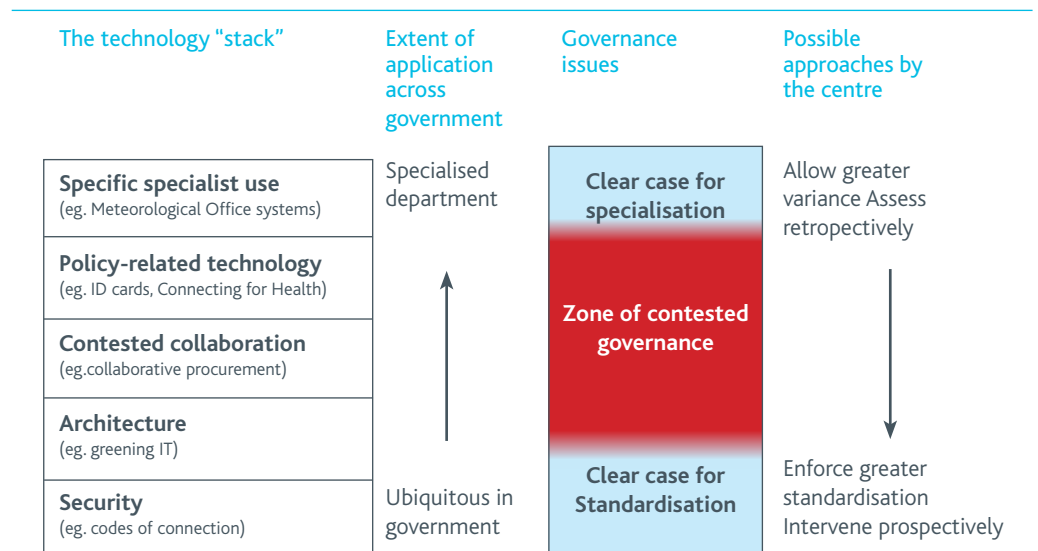 The technology “stack”
Extent of
application
across
government
Governance
issues
Possible
approaches by
the centre
Specific specialist use
(eg. Meteorological Office systems)
Policy-related technology
(eg. ID cards, Connecting for Health)
Contested collaboration
(eg.collaborative procurement)
Architecture
(eg. greening IT)
Security
(eg. codes of connection)
Specialised
department
Ubiquitous in
government
Clear case for
specialisation
Zone of contested
governance
Clear case for
Standardisation
Allow greater
variance Assess
retropectively
Enforce greater
standardisation
Intervene prospectively